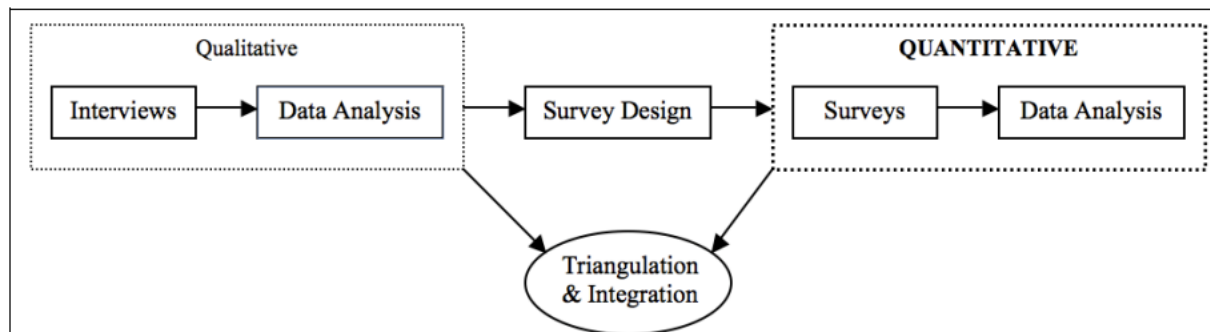 Qualitative
QUANTITATIVE
Interviews
Data Analysis
Survey Design
Surveys
Data Analysis
Triangulation
& Integration